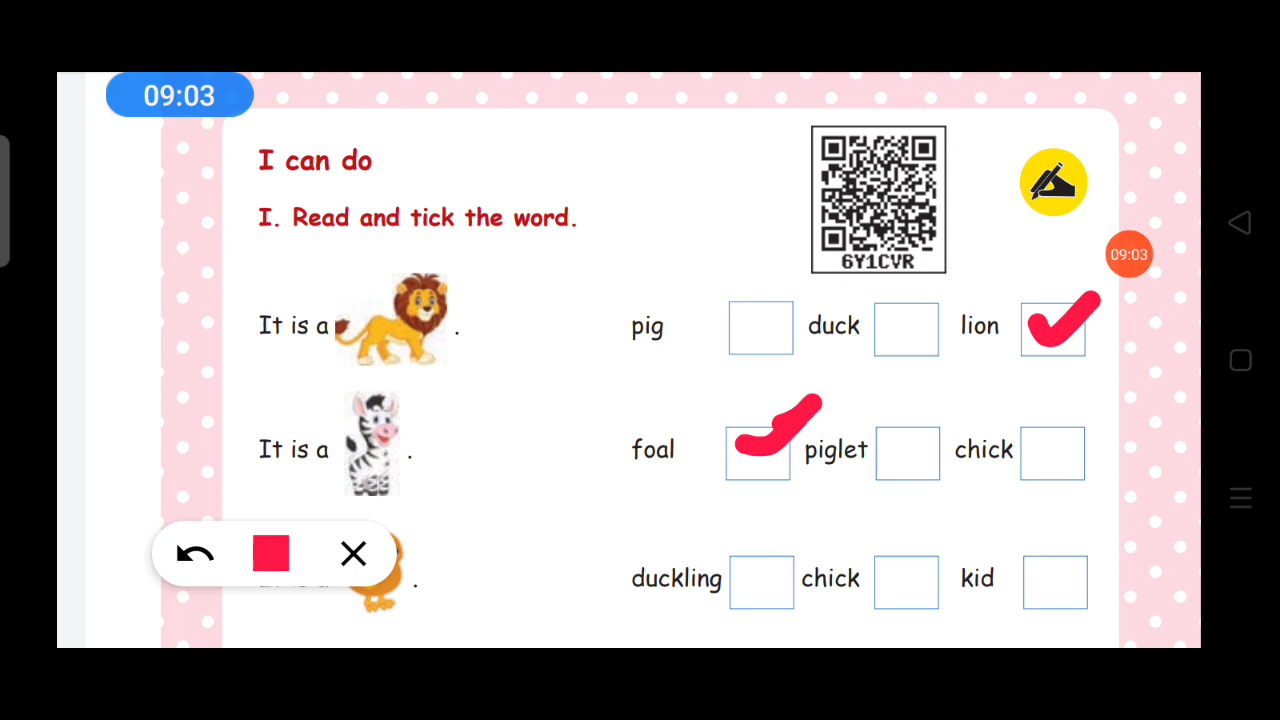 09:03
I can do
I. Read and tick the word.
6Y1CVR
09:03
It is a . pig duck lion
It is a . foal piglet chick
. duckling chick kid